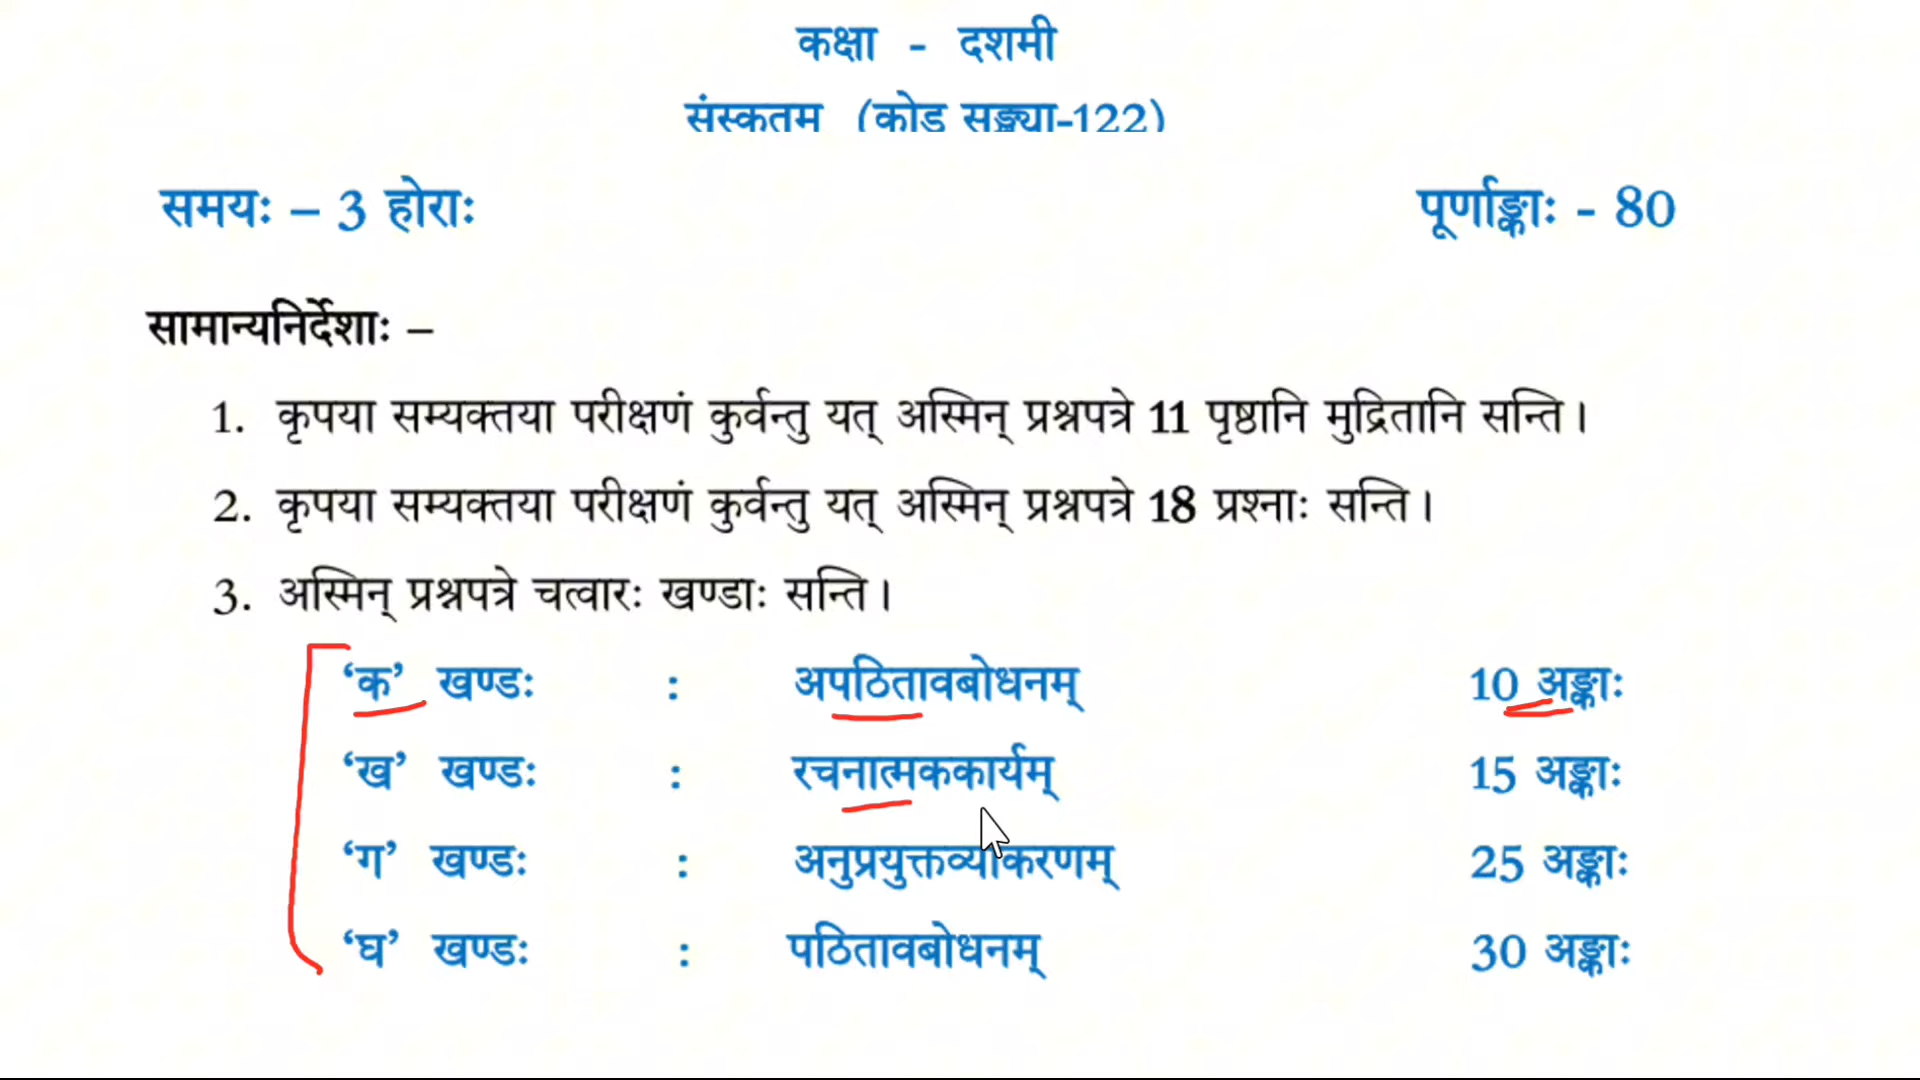 कक्षा - दशमी
संस्कृतम् (कोड सङ्ख्या-122)
समयः – 3 होराः
पूर्णाङ्काः - 80
सामान्यनिर्देशाः –
1. कृपया सम्यक्तया परीक्षणं कुर्वन्तु यत् अस्मिन् प्रश्नपत्रे 11 पृष्ठानि मुद्रितानि सन्ति।
2. कृपया सम्यक्तया परीक्षणं कुर्वन्तु यत् अस्मिन् प्रश्नपत्रे 18 प्रश्नाः सन्ति।
3. अस्मिन् प्रश्नपत्रे चत्वारः खण्डाः सन्ति।
‘क’ खण्डः : अपठितावबोधनम् 10 अङ्काः
‘ख’ खण्डः : रचनात्मककार्यम् 15 अङ्काः
‘ग’ खण्डः : अनुप्रयुक्तव्याकरणम् 25 अङ्काः
‘घ’ खण्डः : पठितावबोधनम् 30 अङ्काः